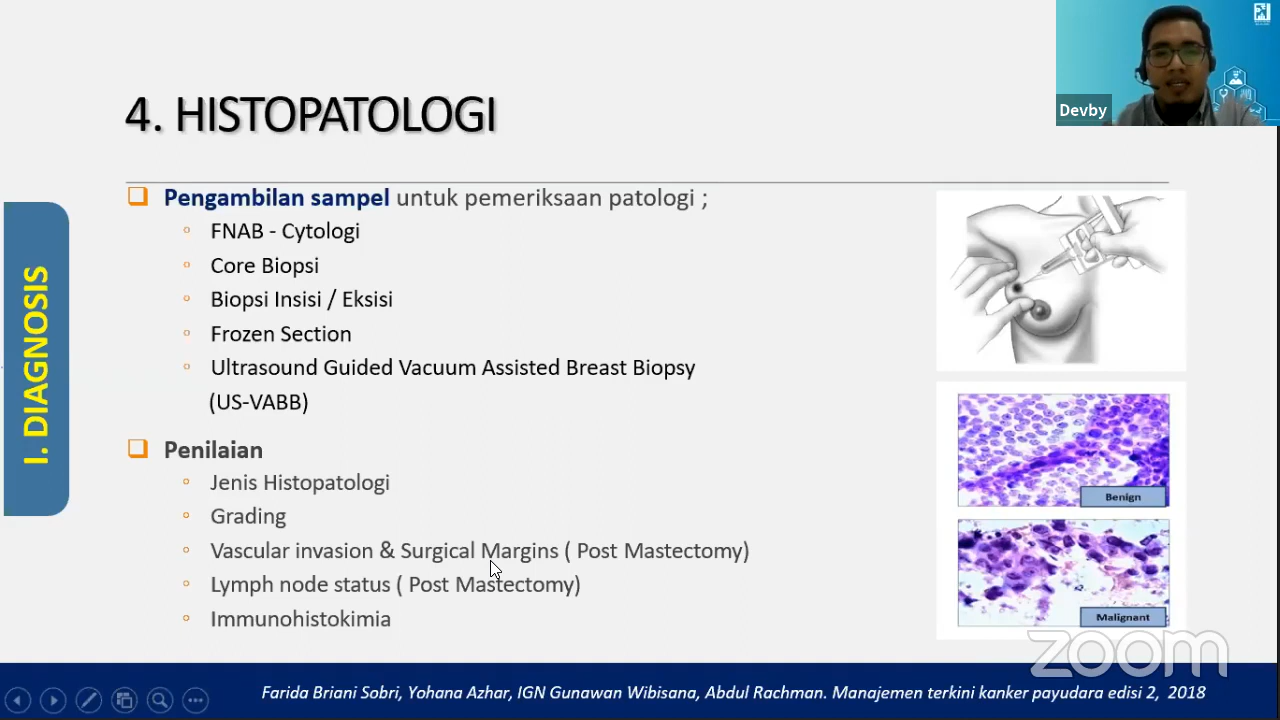 Devby
4. HISTOPATOLOGI
I. DIAGNOSIS
Pengambilan sampel untuk pemeriksaan patologi ;
FNAB - Cytologi
Core Biopsi
Biopsi Insisi / Eksisi
Frozen Section
Ultrasound Guided Vacuum Assisted Breast Biopsy
(US-VABB)
Penilaian
Jenis Histopatologi
Grading
Vascular invasion & Surgical Margins ( Post Mastectomy)
Lymph node status ( Post Mastectomy)
Immunohistokimia
Benign
Malignant
zoom
Farida Briani Sobri, Yohana Azhar, IGN Gunawan Wibisana, Abdul Rachman. Manajemen terkini kanker payudara edisi 2, 2018